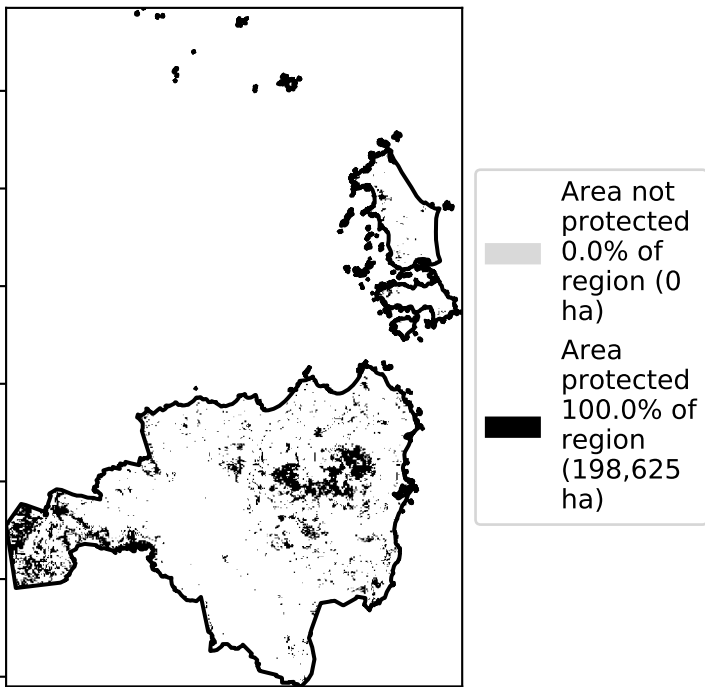 Area not
protected
0.0% of
region (0
ha)
Area
protected
100.0% of
region
(198,625
ha)